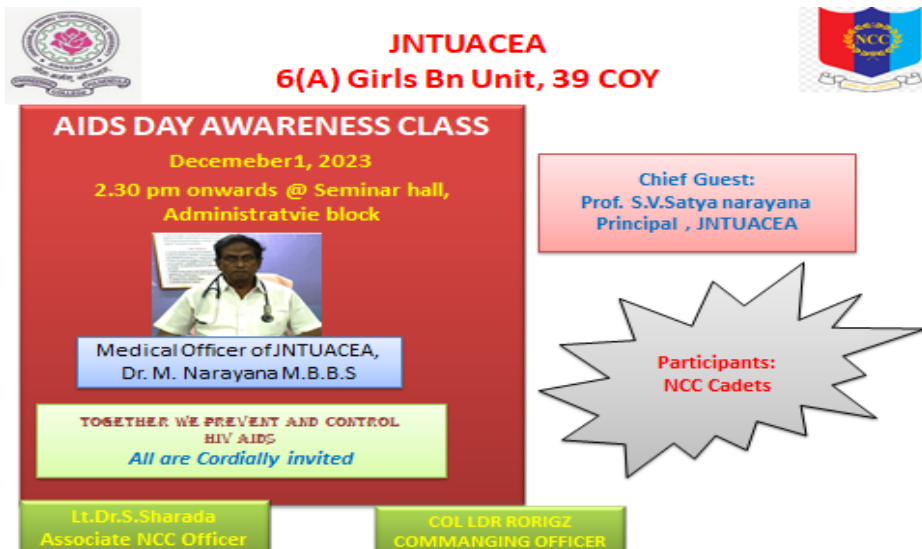 JNTUACEA
6(A) Girls Bn Unit, 39 COY
NCC
AIDS DAY AWARENESS CLASS
Decemeber1, 2023
2.30 pm onwards @ Seminar hall,
Administratvie block
Medical Officer of JNTUACEA,
Dr. M. Narayana M.B.B.S
TOGETHER WE PREVENT AND CONTROL
HIV AIDS
All are Cordially invited
Chief Guest:
Prof. S.V.Satya narayana
Principal , JNTUACEA
Participants:
NCC Cadets
Lt.Dr.S.Sharada
Associate NCC Officer
COL LDR RORIGZ
COMMANGING OFFICER